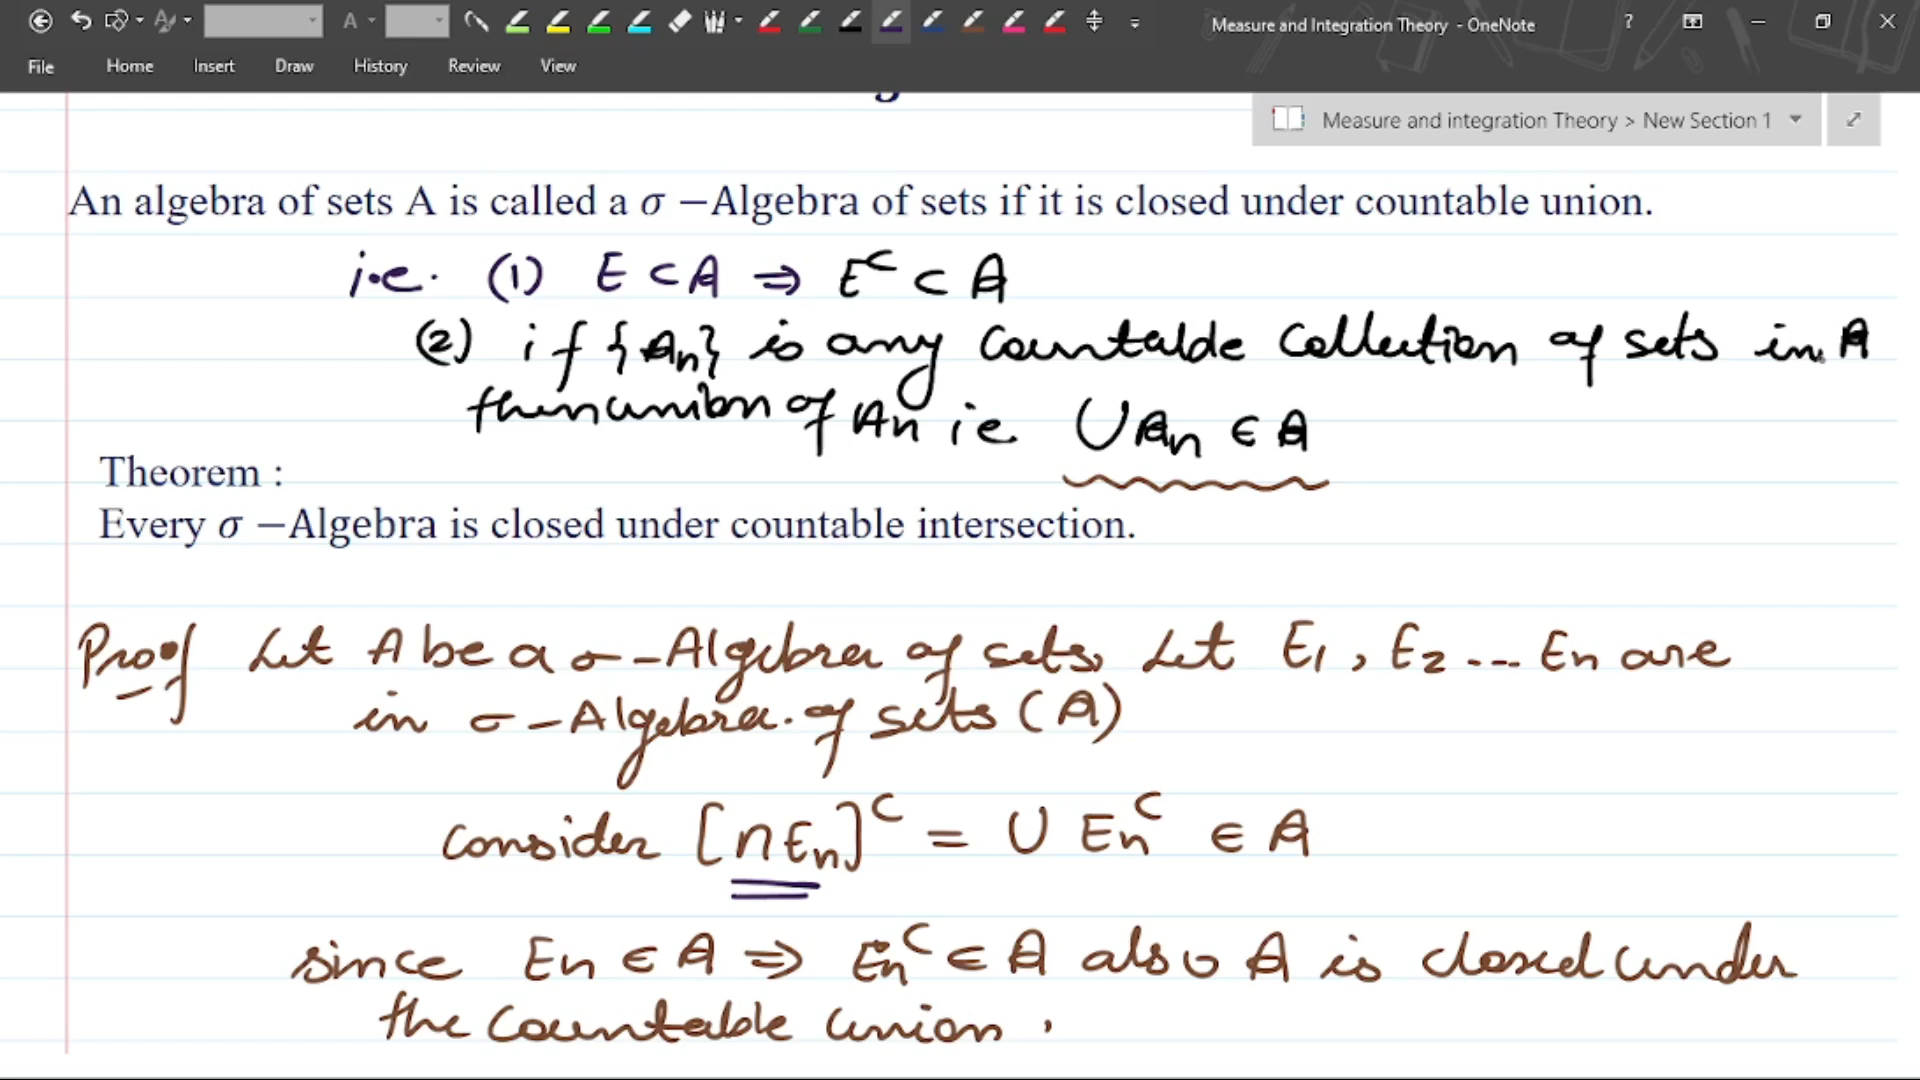 Measure and Integration Theory - OneNote
?
File Home Insert Draw History Review View
Measure and integration Theory > New Section 1
An algebra of sets A is called a σ −Algebra of sets if it is closed under countable union.
i.e. (1) E ⊂ A ⇒ E^c ⊂ A
(2) if {An} is any countable collection of sets in A
then union of An ie ∪ An ∈ A
Theorem :
Every σ −Algebra is closed under countable intersection.
Proof Let A be a σ - Algebra of sets, Let E1, E2 --- En are
in σ - Algebra of sets (A)
consider [∩En]^c = ∪ En^c ∈ A
since En ∈ A ⇒ En^c ∈ A also A is closed under
the countable union.